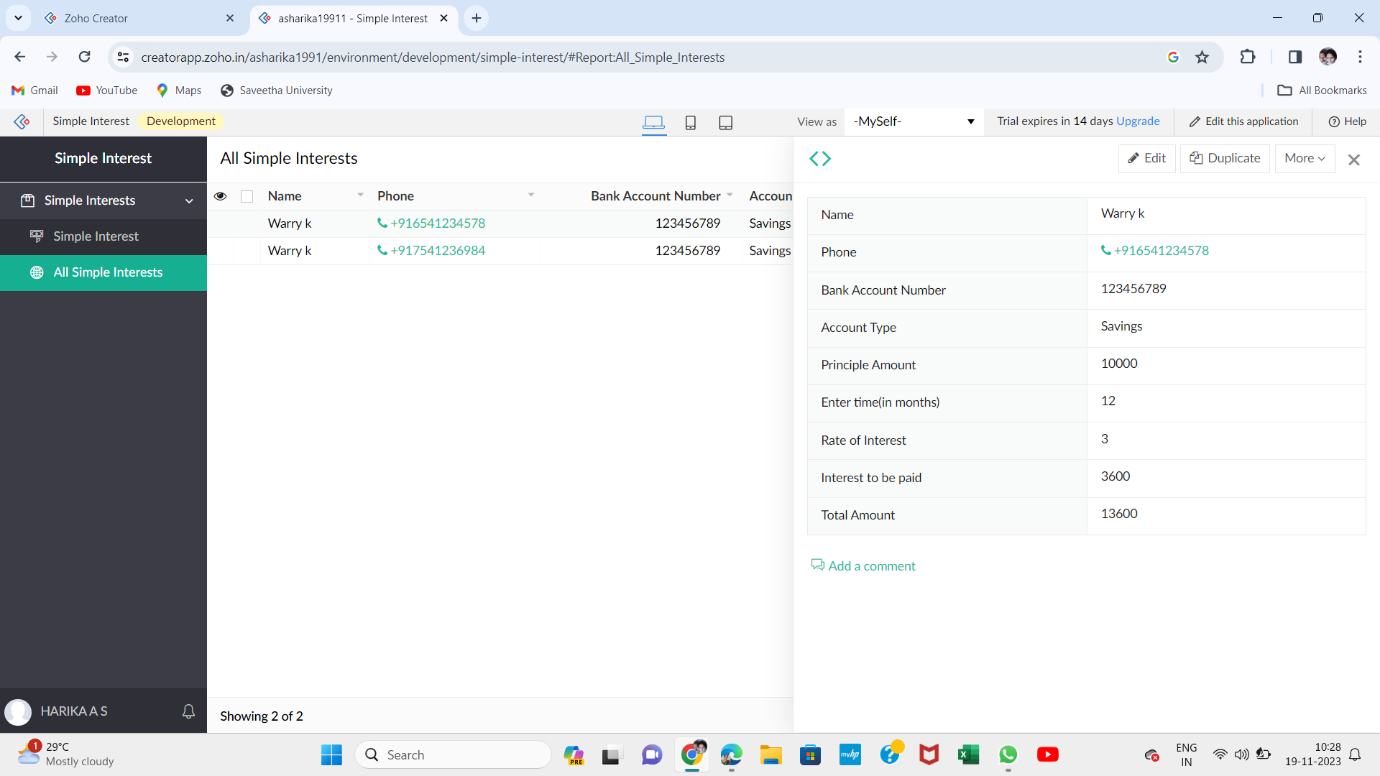 Zoho Creator
asharika19911 - Simple Interest
creatorapp.zoho.in/asharika1991/environment/development/simple-interest/#Report:All_Simple_Interests
Gmail YouTube Maps Saveetha University All Bookmarks
Simple Interest Development View as -MySelf- Trial expires in 14 days Upgrade Edit this application Help
Simple Interest
Simple Interests
Simple Interest
All Simple Interests
HARIKA A S
All Simple Interests
Name Phone Bank Account Number Accoun
Warry k +916541234578 123456789 Savings
Warry k +917541236984 123456789 Savings
Showing 2 of 2
Edit Duplicate More
Name Warry k
Phone +916541234578
Bank Account Number 123456789
Account Type Savings
Principle Amount 10000
Enter time(in months) 12
Rate of Interest 3
Interest to be paid 3600
Total Amount 13600
Add a comment
1 29°C
Mostly cloudy
Search
PRE
myhp
ENG
IN
10:28
19-11-2023